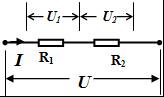 U₁ U₂
I R₁ R₂
U